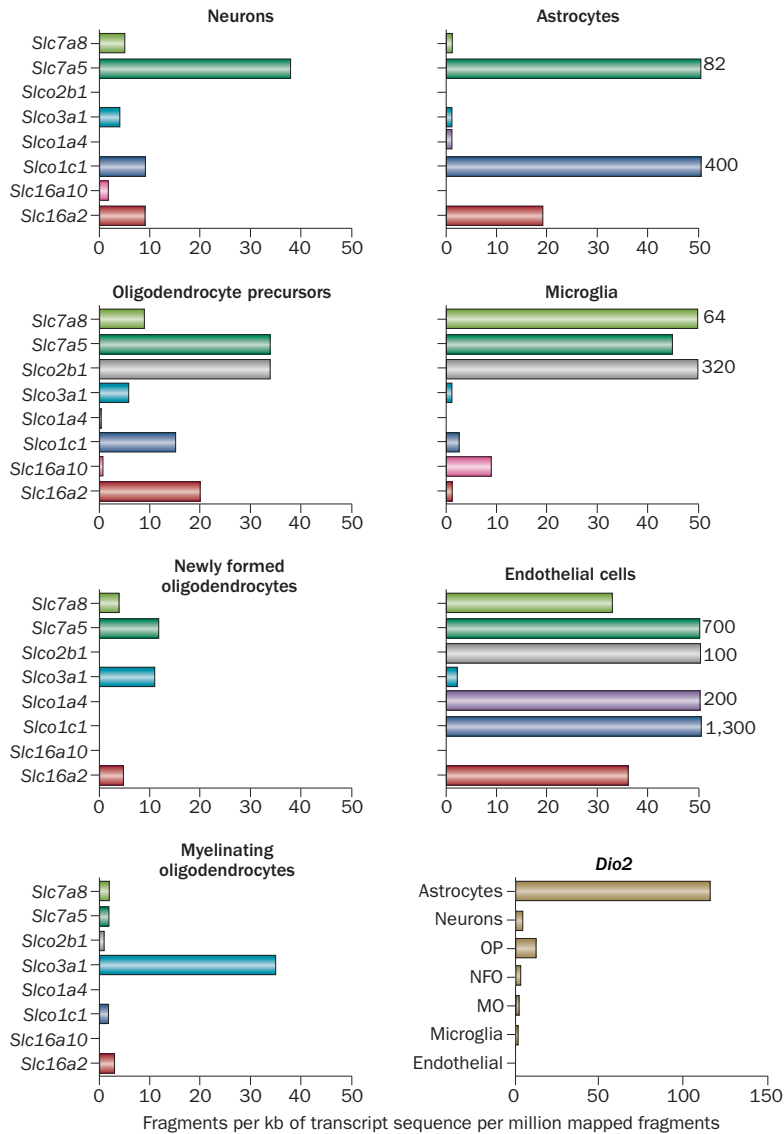 Neurons
Slc7a8
Slc7a5
Slco2b1
Slco3a1
Slco1a4
Slco1c1
Slc16a10
Slc16a2
0 10 20 30 40 50
Astrocytes
82
400
0 10 20 30 40 50
Oligodendrocyte precursors
Slc7a8
Slc7a5
Slco2b1
Slco3a1
Slco1a4
Slco1c1
Slc16a10
Slc16a2
0 10 20 30 40 50
Microglia
64
320
0 10 20 30 40 50
Newly formed
oligodendrocytes
Slc7a8
Slc7a5
Slco2b1
Slco3a1
Slco1a4
Slco1c1
Slc16a10
Slc16a2
0 10 20 30 40 50
Endothelial cells
700
100
200
1,300
0 10 20 30 40 50
Myelinating
oligodendrocytes
Slc7a8
Slc7a5
Slco2b1
Slco3a1
Slco1a4
Slco1c1
Slc16a10
Slc16a2
0 10 20 30 40 50
Dio2
Astrocytes
Neurons
OP
NFO
MO
Microglia
Endothelial
0 50 100 150
Fragments per kb of transcript sequence per million mapped fragments